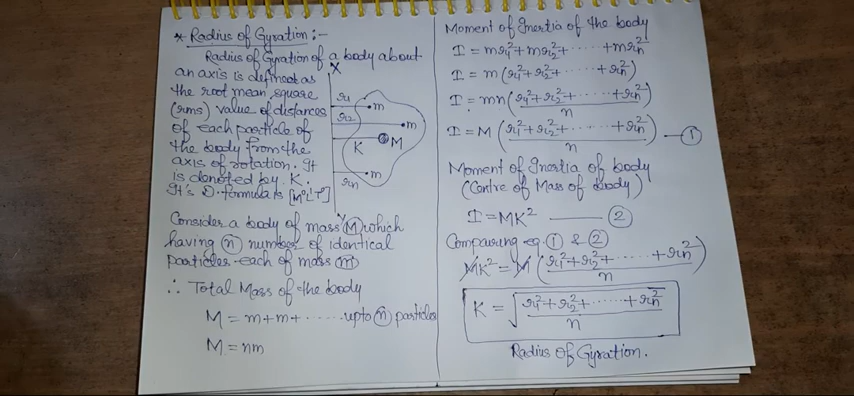 * Radius of Gyration :-
Radius of Gyration of a body about
an axis is defined as
the root mean square
(rms) value of distances
of each particle of
the body from the
axis of rotation. It
is denoted by K.
It's D. formula is [M⁰L¹T⁰]
X
r₁ m
r₂ m
K M
rₙ m
Y
Consider a body of mass M which
having n number of identical
particles each of mass m
∴ Total Mass of the body
M = m+m+ ...... upto n particles
M = nm
Moment of Inertia of the body
I = mr₁²+mr₂²+ ...... +mrₙ²
I = m(r₁²+r₂²+ ...... +rₙ²)
I = mn(r₁²+r₂²+ ...... +rₙ²)/n
I = M(r₁²+r₂²+ ...... +rₙ²)/n — ①
Moment of Inertia of body
(Centre of Mass of Body)
I = MK² — ②
Comparing eq. ① & ②
MK² = M(r₁²+r₂²+ ...... +rₙ²)/n
K = √(r₁²+r₂²+ ...... +rₙ²)/n
Radius of Gyration.